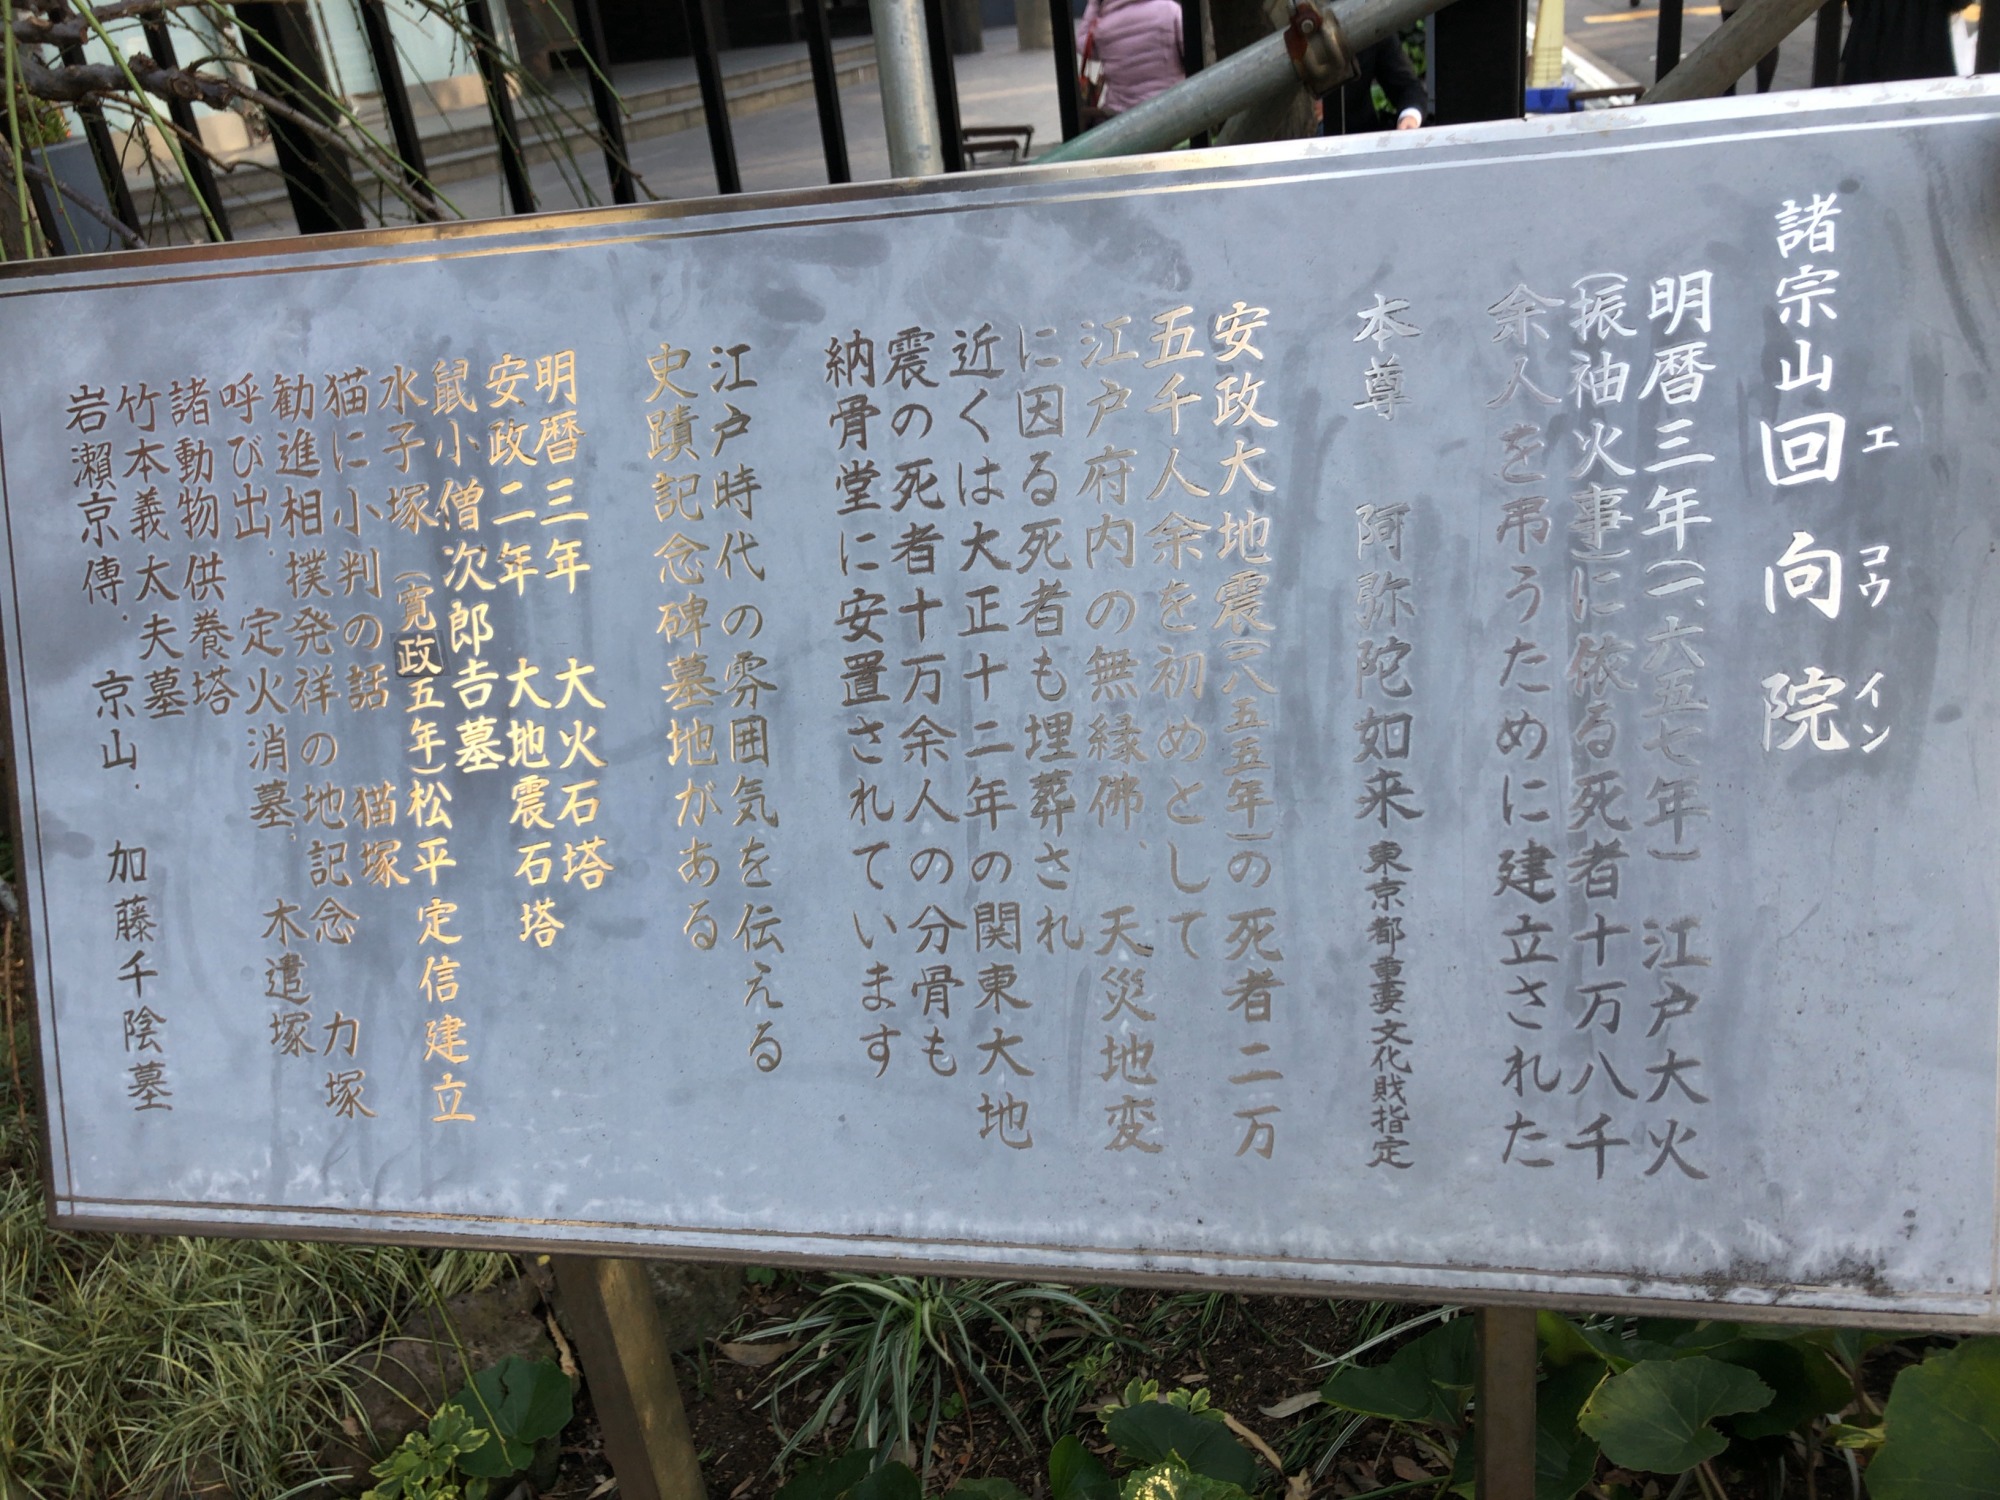 諸宗山回向院
エコウイン
明暦三年(一、六五七年) 江戸大火
(振袖火事)に依る死者十万八千
余人を弔うために建立された
本尊 阿弥陀如来 東京都重要文化財指定
安政大地震(一八五五年)の死者二万
五千人余を初めとして
江戸府内の無縁佛、天災地変
に因る死者も埋葬され
近くは大正十二年の関東大地
震の死者十万余人の分骨も
納骨堂に安置されています
江戸時代の雰囲気を伝える
史蹟記念碑墓地がある
明暦三年 大火石塔
安政二年 大地震石塔
鼠小僧次郎吉墓
水子塚(寛政五年)松平定信建立
猫に小判の話 猫塚
勧進相撲発祥の地記念 力塚
呼び出、定火消墓、木遣塚
諸動物供養塔
竹本義太夫墓
岩瀬京傳、京山、加藤千陰墓